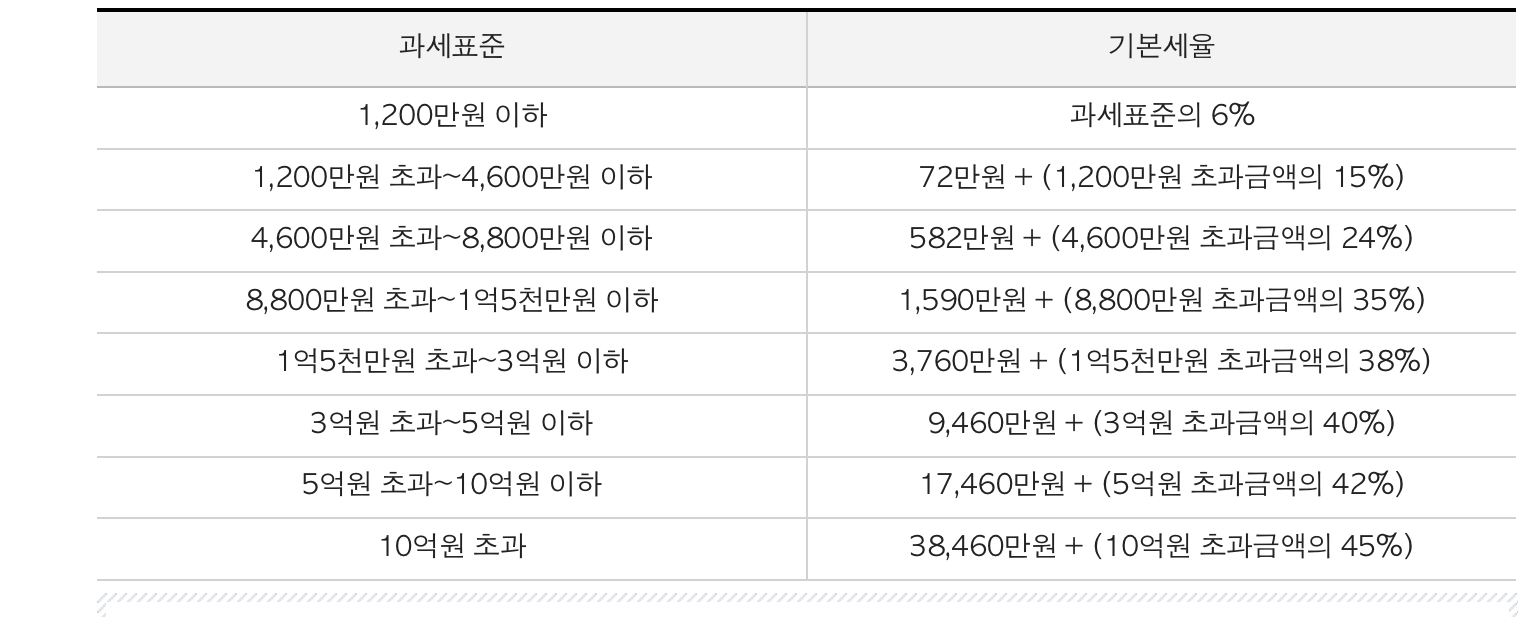 과세표준 기본세율
1,200만원 이하 과세표준의 6%
1,200만원 초과~4,600만원 이하 72만원 + (1,200만원 초과금액의 15%)
4,600만원 초과~8,800만원 이하 582만원 + (4,600만원 초과금액의 24%)
8,800만원 초과~1억5천만원 이하 1,590만원 + (8,800만원 초과금액의 35%)
1억5천만원 초과~3억원 이하 3,760만원 + (1억5천만원 초과금액의 38%)
3억원 초과~5억원 이하 9,460만원 + (3억원 초과금액의 40%)
5억원 초과~10억원 이하 17,460만원 + (5억원 초과금액의 42%)
10억원 초과 38,460만원 + (10억원 초과금액의 45%)